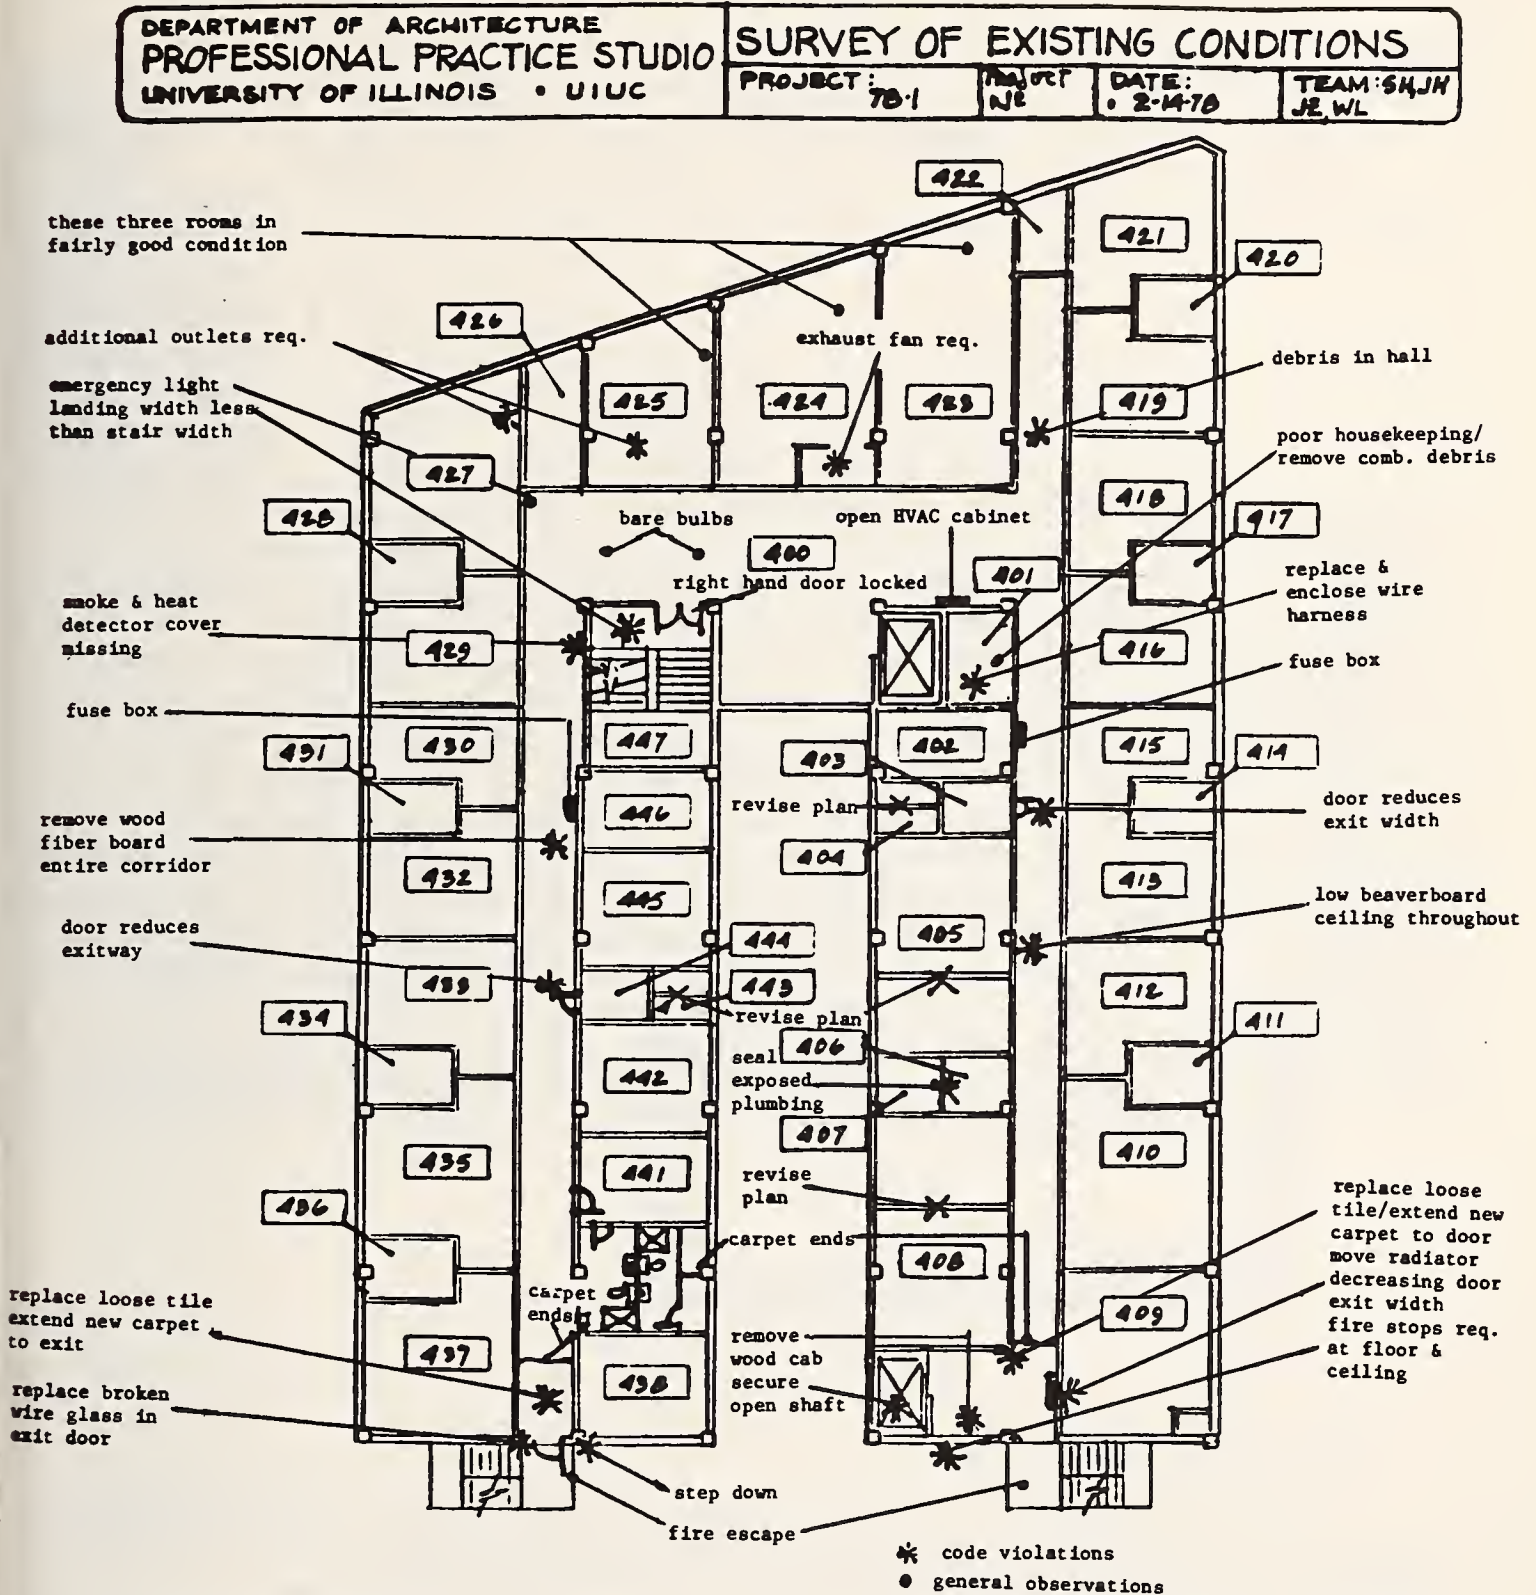 DEPARTMENT OF ARCHITECTURE
PROFESSIONAL PRACTICE STUDIO
UNIVERSITY OF ILLINOIS • UIUC
SURVEY OF EXISTING CONDITIONS
PROJECT: 78-1
PROJECT Nº
DATE: 2-14-78
TEAM: SH, JH
JZ, WL
422
these three rooms in
fairly good condition
421
420
426
additional outlets req.
exhaust fan req.
debris in hall
emergency light
landing width less
than stair width
425
424
423
419
poor housekeeping/
remove comb. debris
427
418
428
bare bulbs
open HVAC cabinet
417
400
right hand door locked
401
replace &
enclose wire
harness
smoke & heat
detector cover
missing
429
416
fuse box
fuse box
430
447
402
415
431
403
414
446
revise plan
door reduces
exit width
remove wood
fiber board
entire corridor
404
432
445
413
low beaverboard
ceiling throughout
door reduces
exitway
444
405
433
443
412
revise plan
434
411
406
seal
exposed
plumbing
442
407
435
441
410
revise
plan
436
replace loose
tile/extend new
carpet to door
move radiator
decreasing door
exit width
fire stops req.
at floor &
ceiling
carpet ends
408
carpet
ends
replace loose tile
extend new carpet
to exit
409
437
remove
wood cab
secure
open shaft
438
replace broken
wire glass in
exit door
step down
fire escape
code violations
general observations